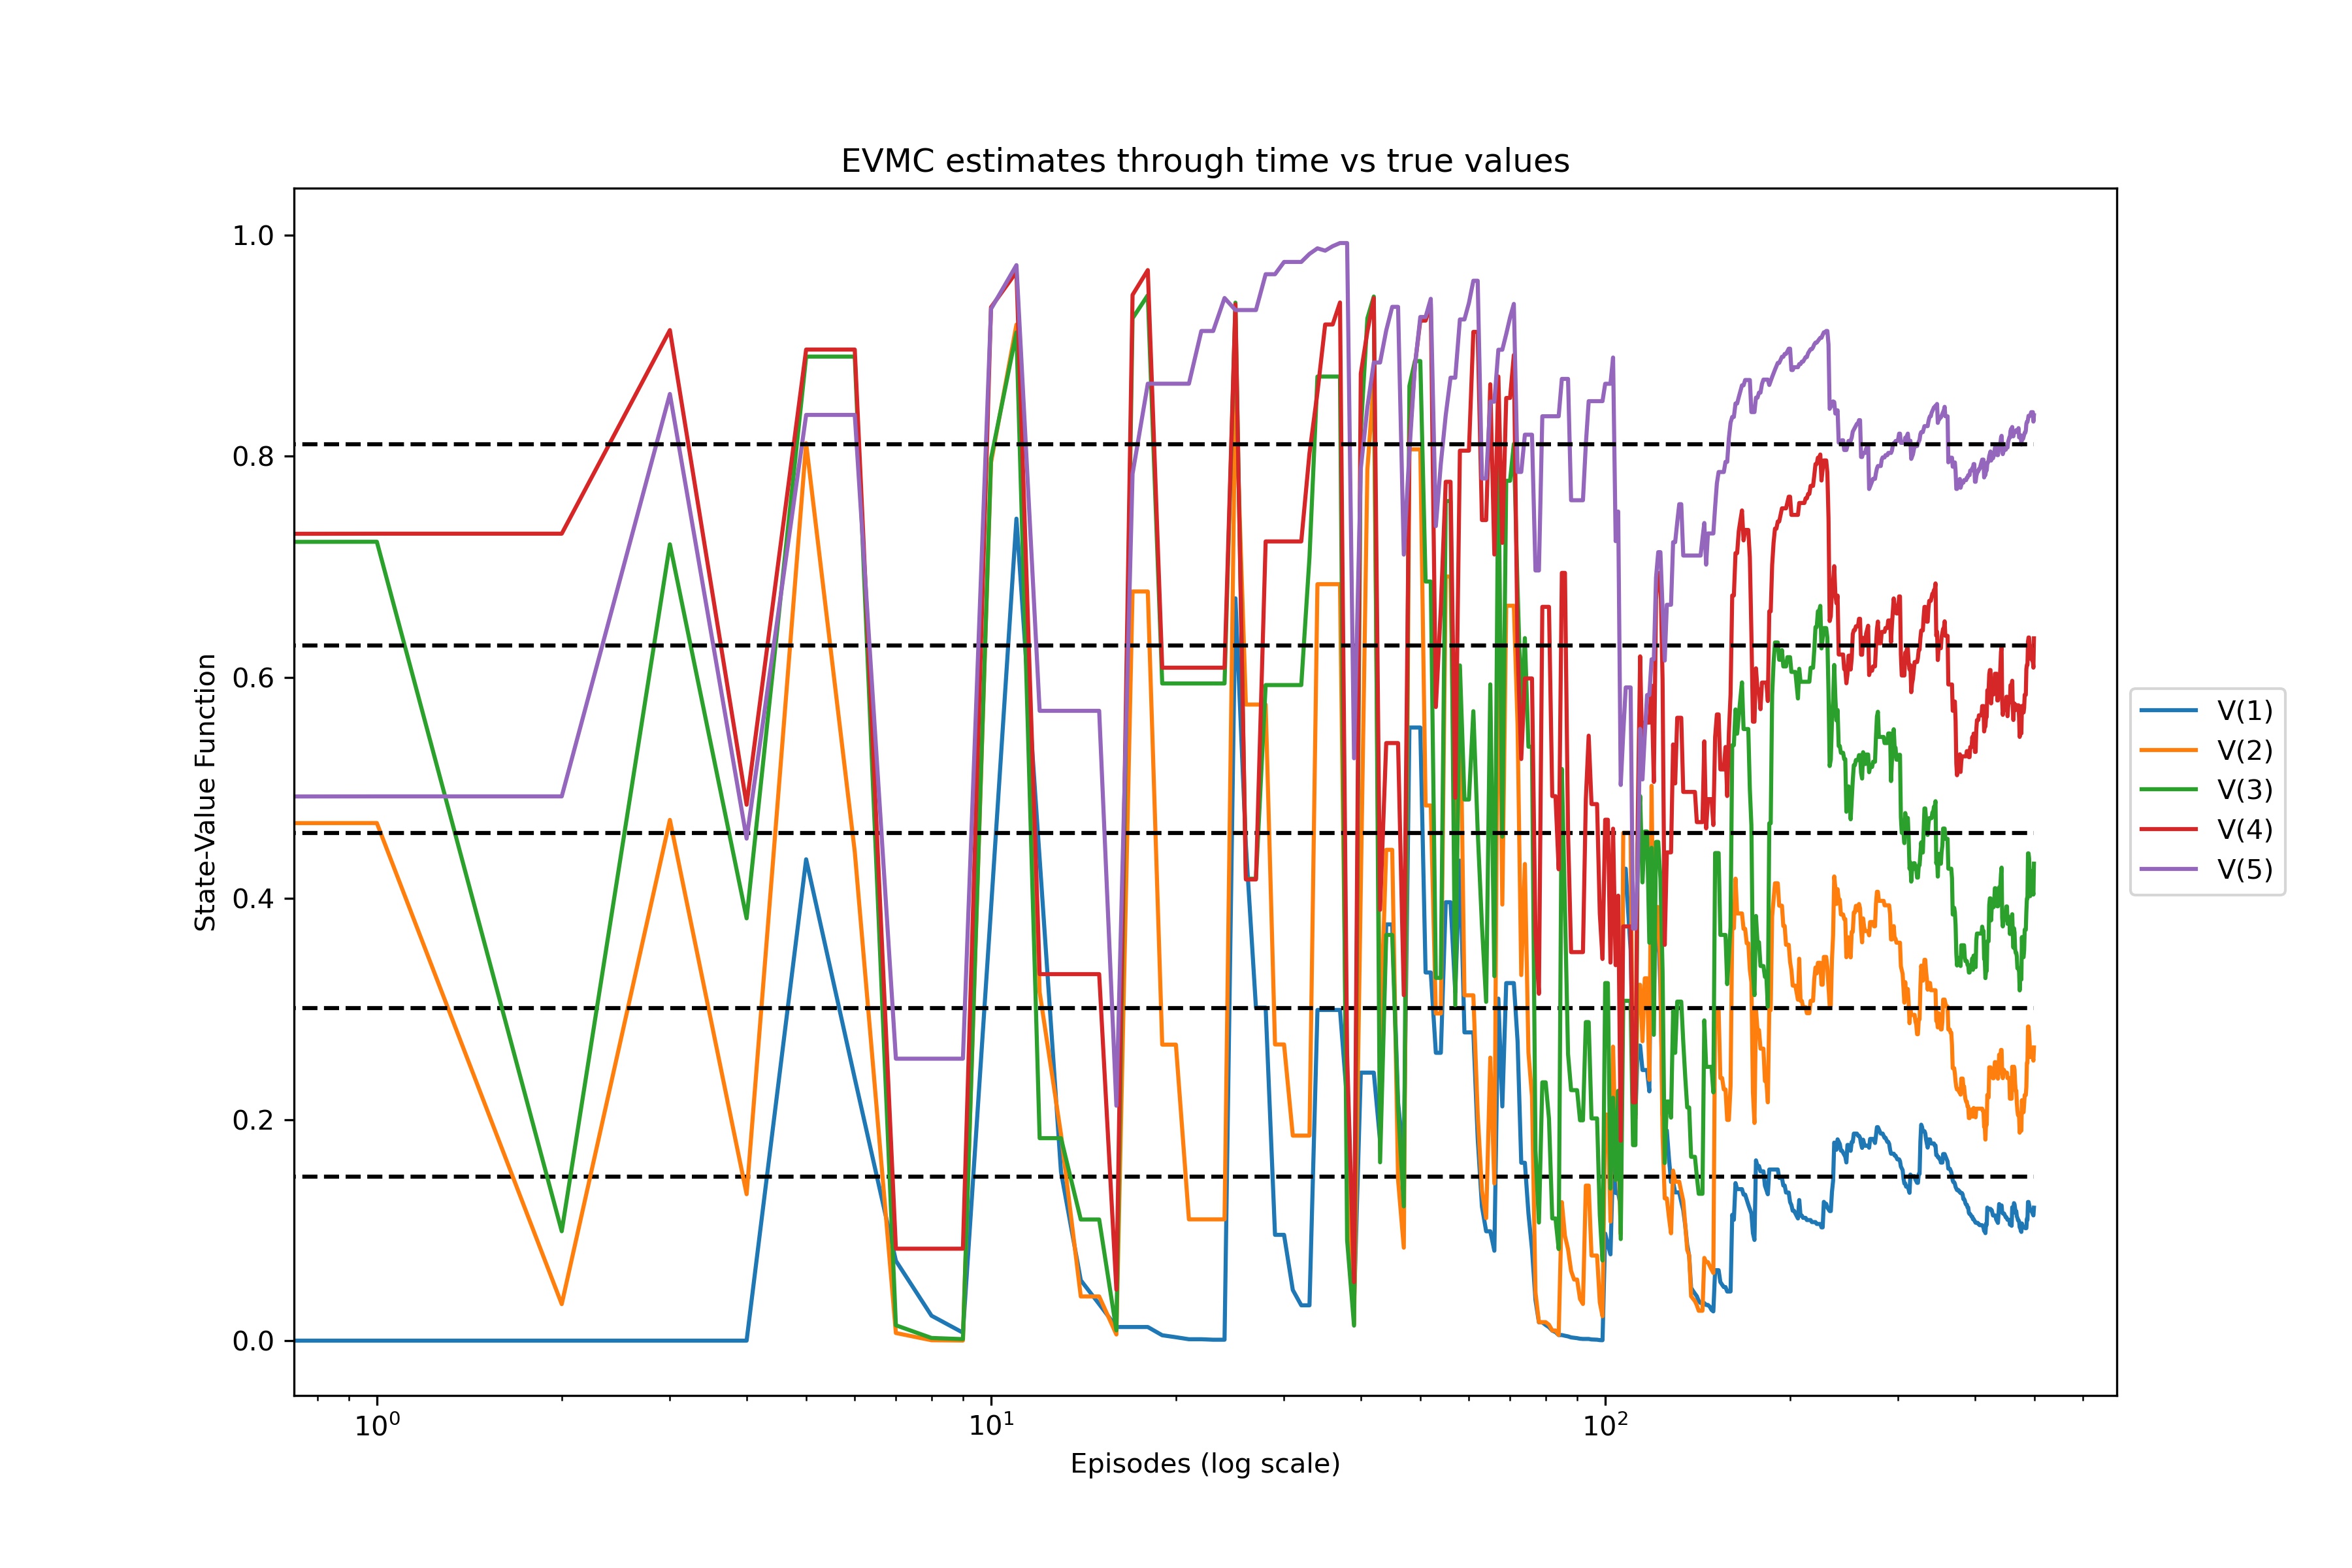 EVMC estimates through time vs true values
1.0
0.8
0.6
0.4
0.2
0.0
State-Value Function
10⁰
10¹
10²
Episodes (log scale)
V(1)
V(2)
V(3)
V(4)
V(5)